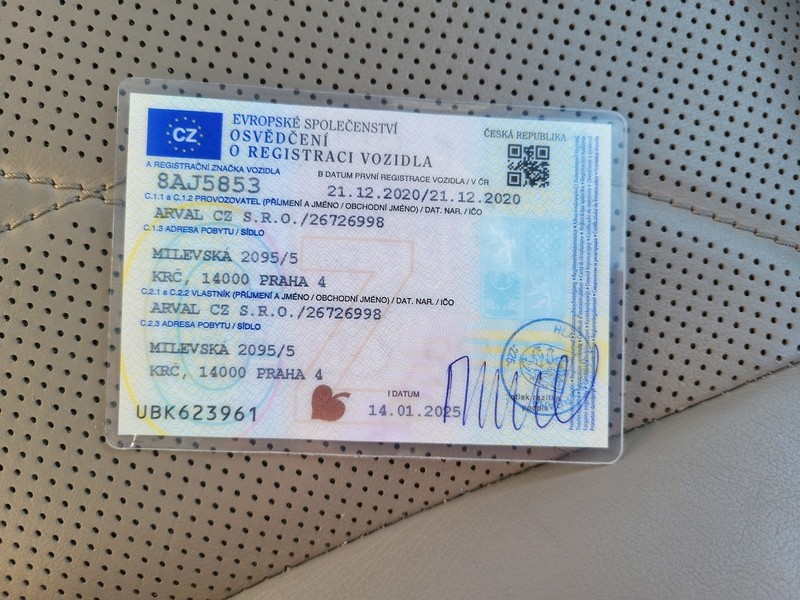 CZ
EVROPSKÉ SPOLEČENSTVÍ
OSVĚDČENÍ
O REGISTRACI VOZIDLA
ČESKÁ REPUBLIKA
A REGISTRAČNÍ ZNAČKA VOZIDLA
B DATUM PRVNÍ REGISTRACE VOZIDLA / V ČR
8AJ5853
21.12.2020/21.12.2020
C.1.1 a C.1.2 PROVOZOVATEL (PŘÍJMENÍ A JMÉNO / OBCHODNÍ JMÉNO) / DAT. NAR. / IČO
ARVAL CZ S.R.O./26726998
C.1.3 ADRESA POBYTU / SÍDLO
MILEVSKÁ 2095/5
KRČ, 14000 PRAHA 4
C.2.1 a C.2.2 VLASTNÍK (PŘÍJMENÍ A JMÉNO / OBCHODNÍ JMÉNO) / DAT. NAR. / IČO
ARVAL CZ S.R.O./26726998
C.2.3 ADRESA POBYTU / SÍDLO
MILEVSKÁ 2095/5
KRČ, 14000 PRAHA 4
I DATUM
UBK623961
14.01.2025
otisk razítka
podpis